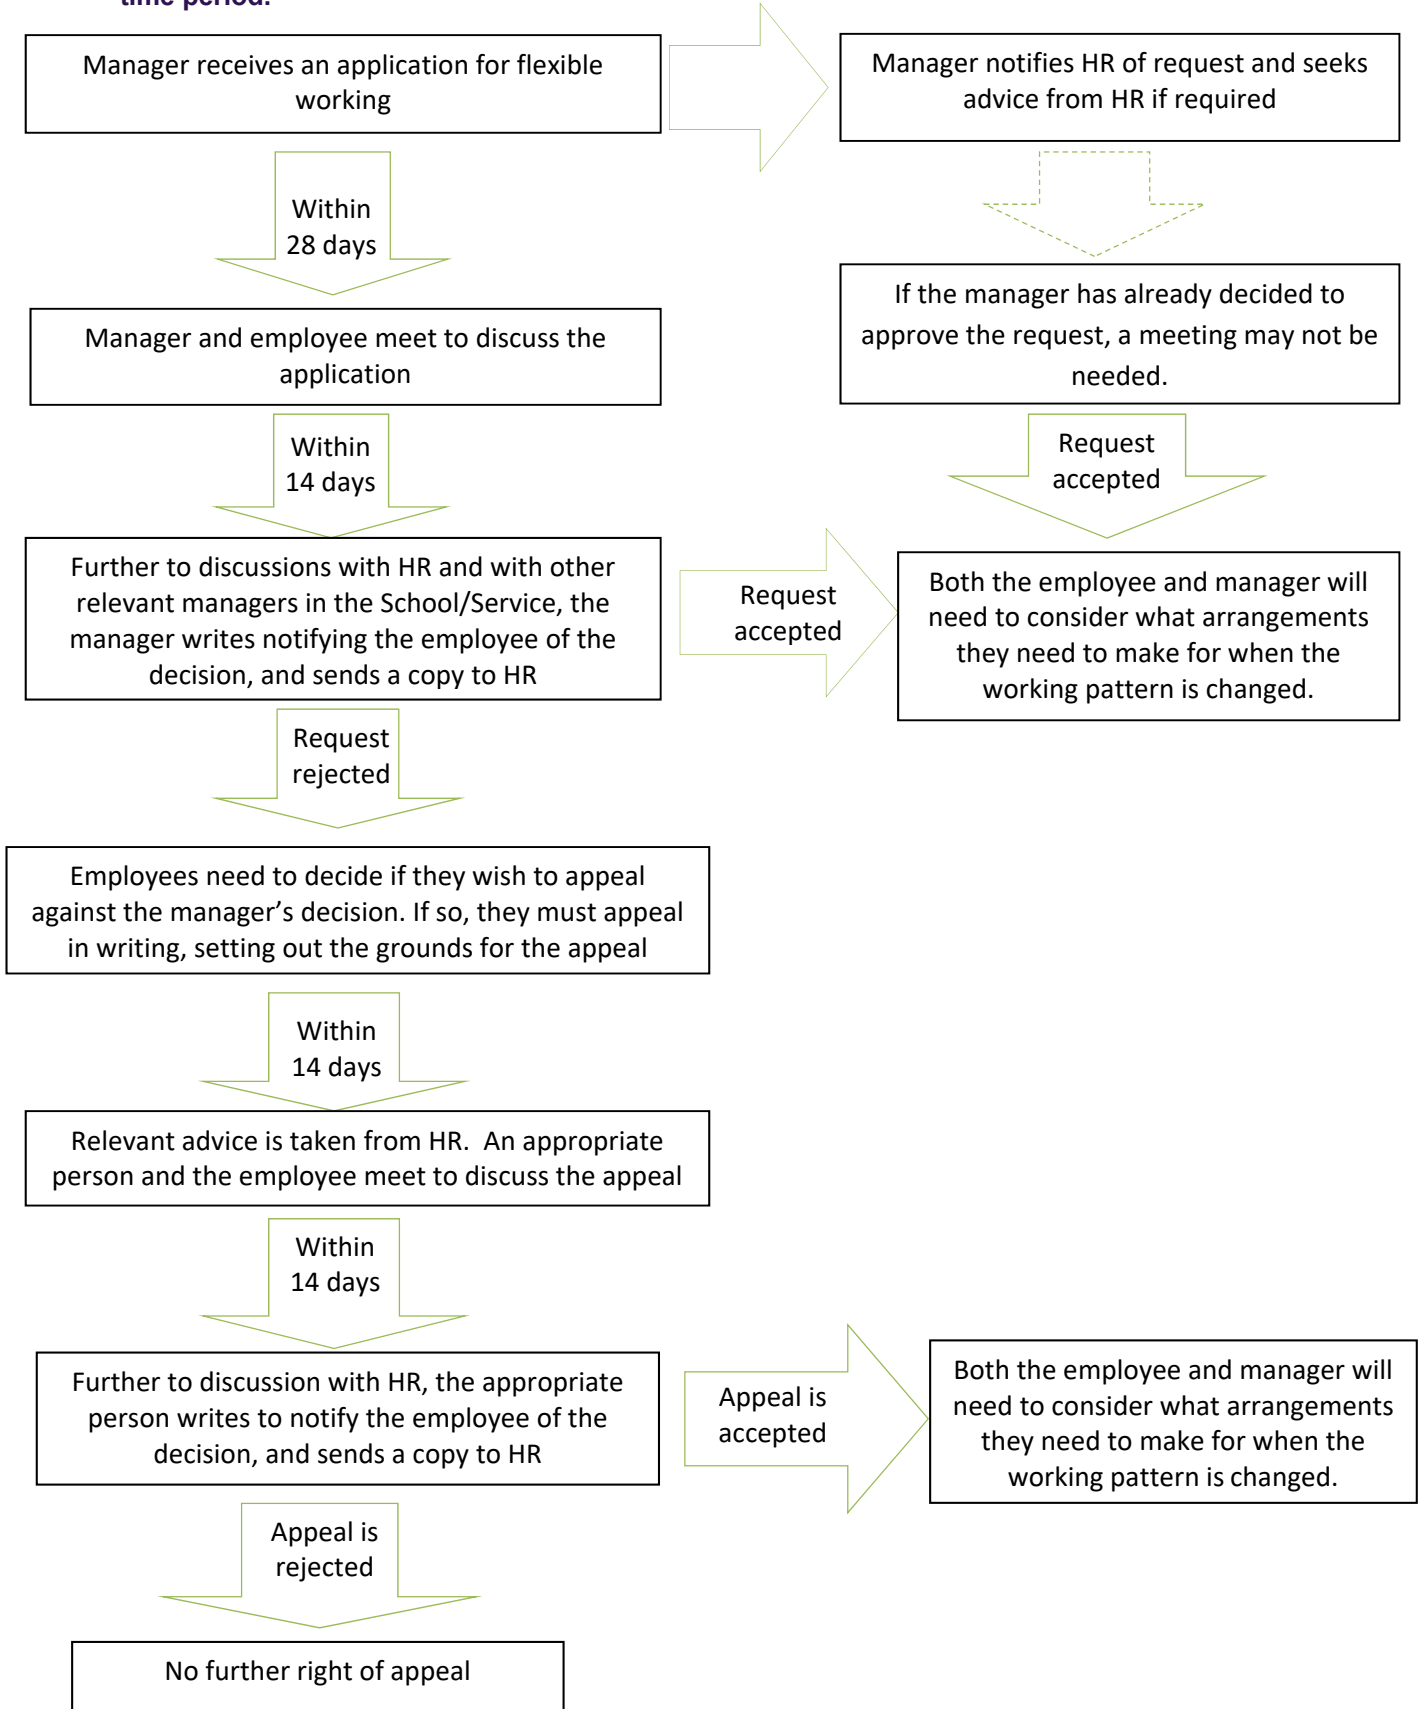 time period.
Manager receives an application for flexible
working
Manager notifies HR of request and seeks
advice from HR if required
Within
28 days
If the manager has already decided to
approve the request, a meeting may not be
needed.
Manager and employee meet to discuss the
application
Within
14 days
Request
accepted
Further to discussions with HR and with other
relevant managers in the School/Service, the
manager writes notifying the employee of the
decision, and sends a copy to HR
Request
accepted
Both the employee and manager will
need to consider what arrangements
they need to make for when the
working pattern is changed.
Request
rejected
Employees need to decide if they wish to appeal
against the manager’s decision. If so, they must appeal
in writing, setting out the grounds for the appeal
Within
14 days
Relevant advice is taken from HR.  An appropriate
person and the employee meet to discuss the appeal
Within
14 days
Further to discussion with HR, the appropriate
person writes to notify the employee of the
decision, and sends a copy to HR
Appeal is
accepted
Both the employee and manager will
need to consider what arrangements
they need to make for when the
working pattern is changed.
Appeal is
rejected
No further right of appeal